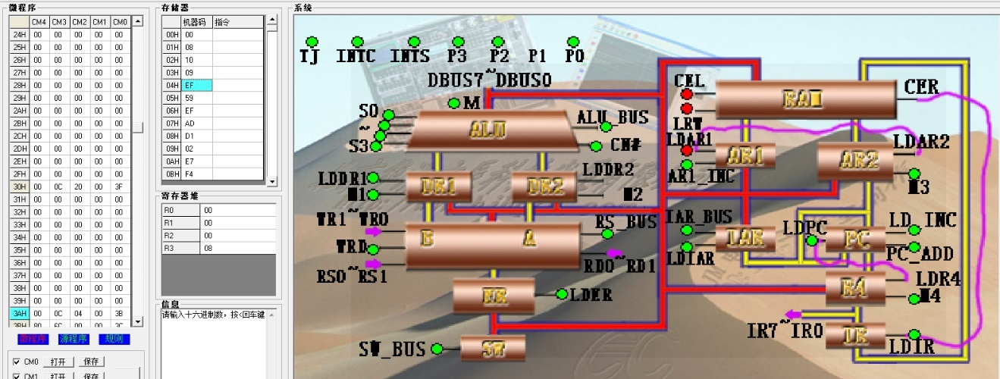 微程序
CM4 CM3 CM2 CM1 CM0
24H 00 00 00 00 00
25H 00 00 00 00 00
26H 00 00 00 00 00
27H 00 00 00 00 00
28H 00 00 00 00 00
29H 00 00 00 00 00
2AH 00 00 00 00 00
2BH 00 00 00 00 00
2CH 00 00 00 00 00
2DH 00 00 00 00 00
2EH 00 00 00 00 00
2FH 00 00 00 00 00
30H 00 0C 20 00 3F
31H 00 00 00 00 00
32H 00 00 00 00 00
33H 00 00 00 00 00
34H 00 00 00 00 00
35H 00 00 00 00 00
36H 00 00 00 00 00
37H 00 00 00 00 00
38H 00 00 00 00 00
39H 00 00 00 00 00
3AH 00 0C 04 00 3B
微程序 源程序 规则
CM0 打开 保存
CM1 打开 保存
存储器
机器码 指令
00H 00
01H 08
02H 10
03H 09
04H EF
05H 59
06H EF
07H AD
08H D1
09H 02
0AH E7
0BH F4
寄存器堆
R0 00
R1 00
R2 00
R3 08
信息
请输入十六进制数，按<回车键
系统
TJ INTC INTS P3 P2 P1 P0
DBUS7~DBUS0
M
S0
~
S3
ALU
ALU_BUS
CN#
LDDR1
M1
DR1
DR2
LDDR2
M2
WR1~WR0
WRD
RS0~RS1
B
A
RS_BUS
RD0~RD1
ER
LDER
SW_BUS
SW
CEL
LRW
RAM
CER
LDAR1
AR1_INC
AR1
AR2
LDAR2
M3
IAR_BUS
LDIAR
IAR
LDPC
PC
LD_INC
PC_ADD
R4
LDR4
M4
IR7~IR0
IR
LDIR